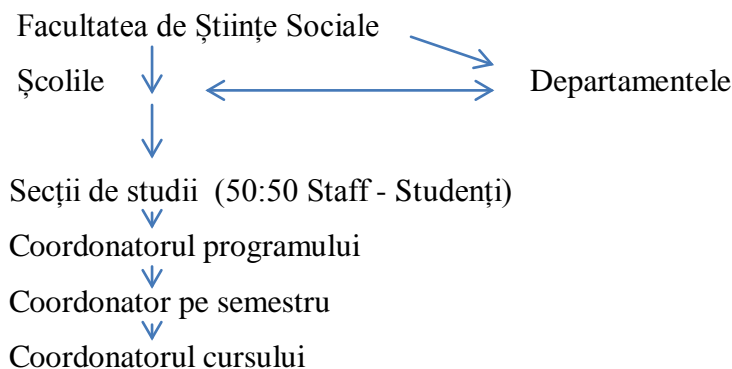 Facultatea de Științe Sociale
Școlile Departamentele
Secții de studii (50:50 Staff - Studenți)
Coordonatorul programului
Coordonator pe semestru
Coordonatorul cursului